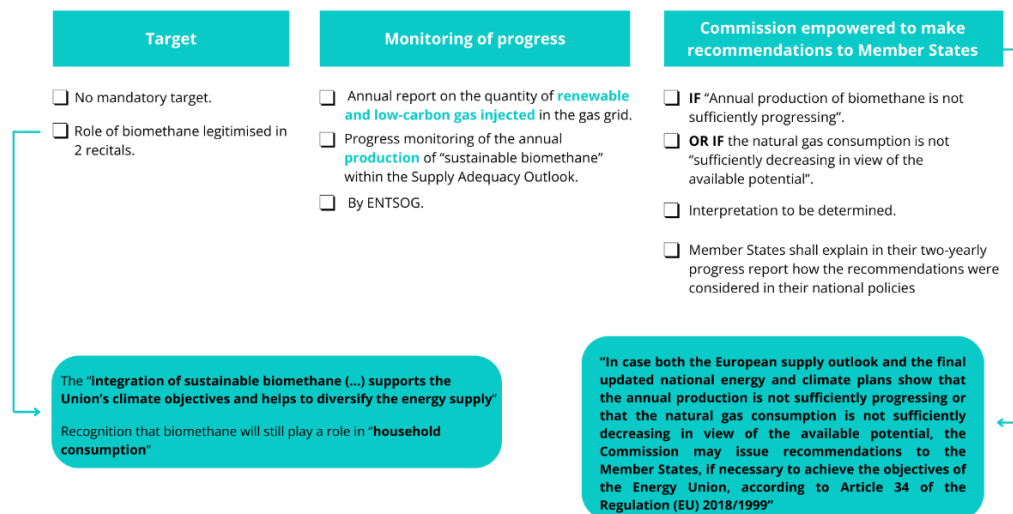 Target
No mandatory target.
Role of biomethane legitimised in
2 recitals.
Monitoring of progress
Annual report on the quantity of renewable
and low-carbon gas injected in the gas grid.
Progress monitoring of the annual
production of “sustainable biomethane”
within the Supply Adequacy Outlook.
By ENTSOG.
Commission empowered to make
recommendations to Member States
IF “Annual production of biomethane is not
sufficiently progressing”.
OR IF the natural gas consumption is not
“sufficiently decreasing in view of the
available potential”.
Interpretation to be determined.
Member States shall explain in their two-yearly
progress report how the recommendations were
considered in their national policies
The “integration of sustainable biomethane (...) supports the
Union’s climate objectives and helps to diversify the energy supply”
Recognition that biomethane will still play a role in “household
consumption”
“In case both the European supply outlook and the final
updated national energy and climate plans show that
the annual production is not sufficiently progressing or
that the natural gas consumption is not sufficiently
decreasing in view of the available potential, the
Commission may issue recommendations to the
Member States, if necessary to achieve the objectives of
the Energy Union, according to Article 34 of the
Regulation (EU) 2018/1999”